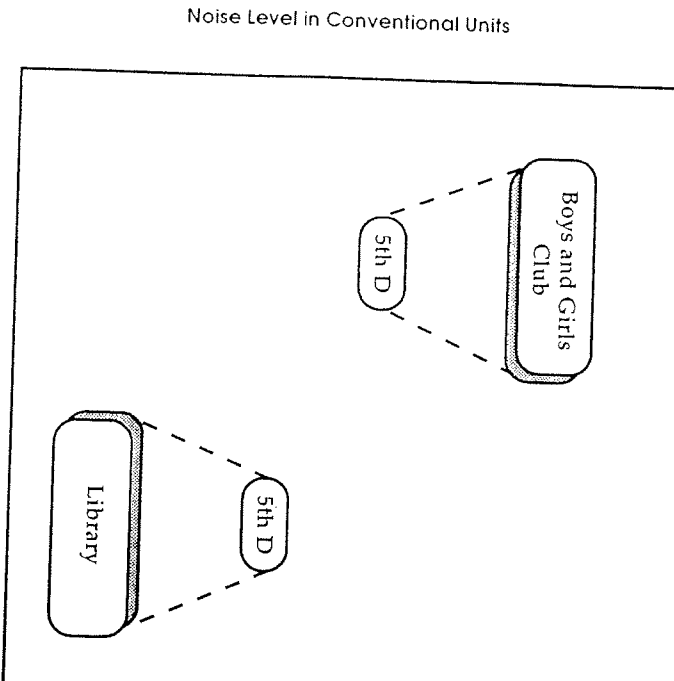 Noise Level in Conventional Units
Boys and Girls
Club
5th D
5th D
Library